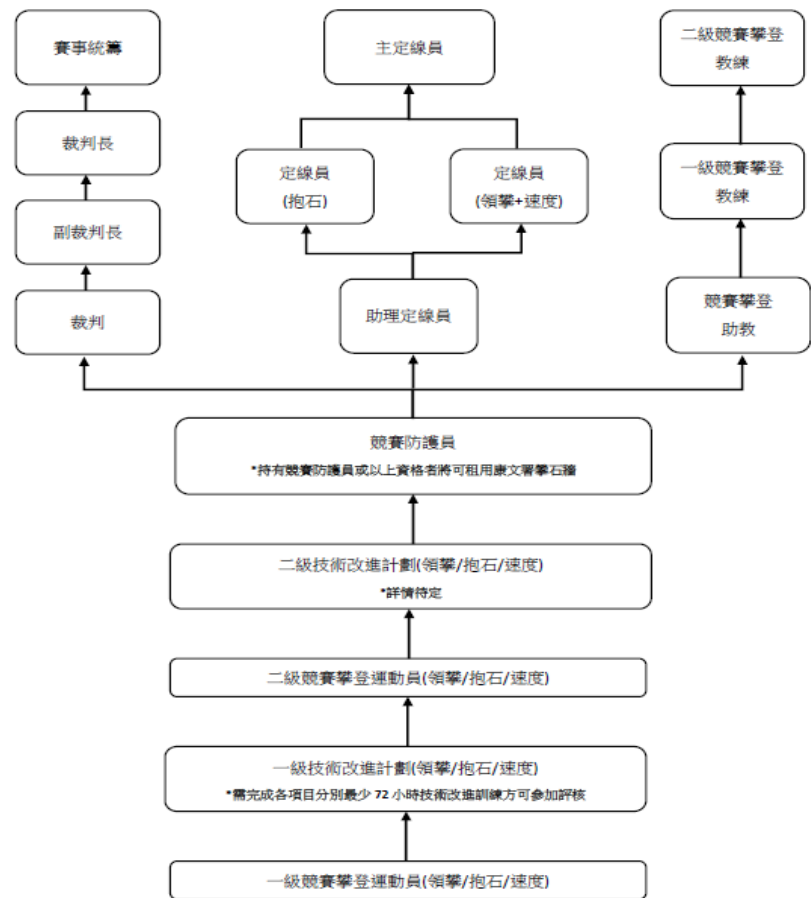 賽事統籌
主定線員
二級競賽攀登
教練
裁判長
定線員
(抱石)
定線員
(領攀+速度)
一級競賽攀登
教練
副裁判長
裁判
助理定線員
競賽攀登
助教
競賽防護員
*持有競賽防護員或以上資格者將可租用康文署攀石牆
二級技術改進計劃(領攀/抱石/速度)
*詳情待定
二級競賽攀登運動員(領攀/抱石/速度)
一級技術改進計劃(領攀/抱石/速度)
*需完成各項目分別最少 72 小時技術改進訓練方可參加評核
一級競賽攀登運動員(領攀/抱石/速度)